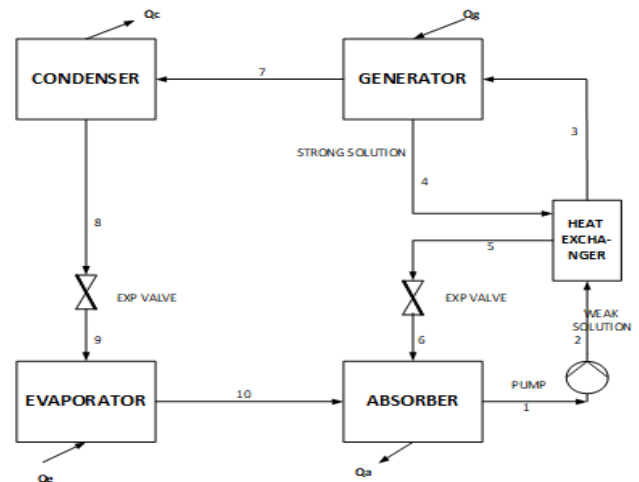 Qc
Qg
CONDENSER
7
GENERATOR
3
STRONG SOLUTION
4
8
5
HEAT
EXCHA-
NGER
EXP VALVE
EXP VALVE
WEAK
SOLUTION
9
6
2
EVAPORATOR
10
ABSORBER
PUMP
1
Qe
Qa